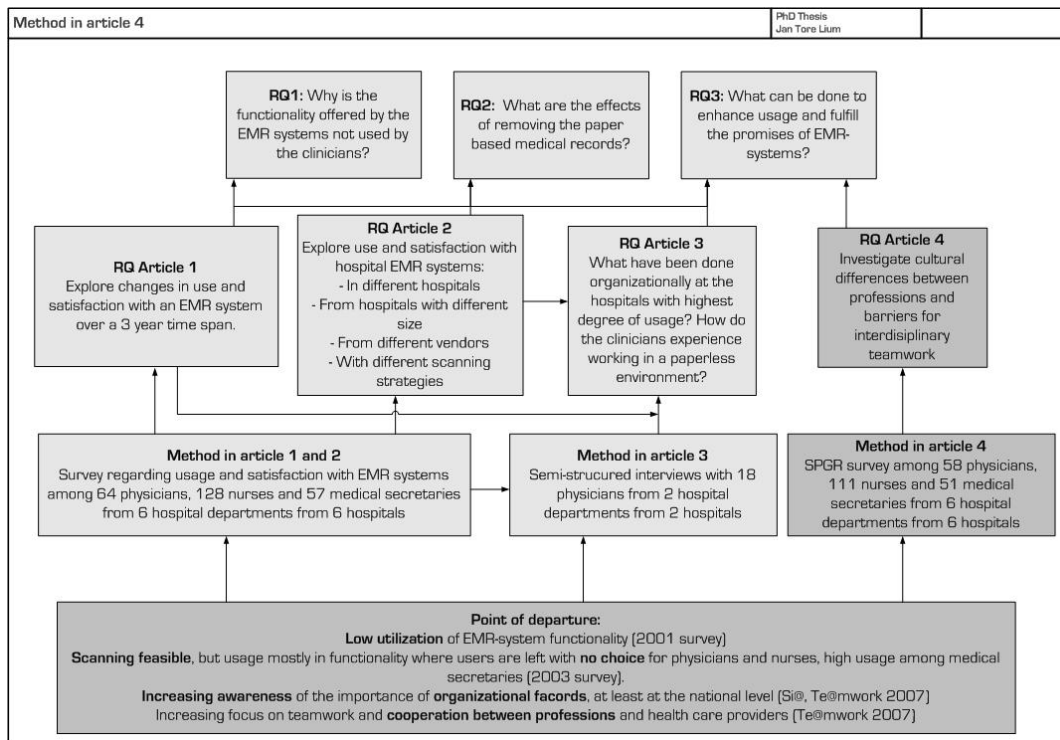 Method in article 4
PhD Thesis
Jan Tore Lium
RQ1: Why is the
functionality offered by the
EMR systems not used by
the clinicians?
RQ2: What are the effects
of removing the paper
based medical records?
RQ3: What can be done to
enhance usage and fulfill
the promises of EMR-
systems?
RQ Article 1
Explore changes in use and
satisfaction with an EMR system
over a 3 year time span.
RQ Article 2
Explore use and satisfaction with
hospital EMR systems:
- In different hospitals
- From hospitals with different
size
- From different vendors
- With different scanning
strategies
RQ Article 3
What have been done
organizationally at the
hospitals with highest
degree of usage? How do
the clinicians experience
working in a paperless
environment?
RQ Article 4
Investigate cultural
differences between
professions and
barriers for
interdisiplinary
teamwork
Method in article 1 and 2
Survey regarding usage and satisfaction with EMR systems
among 64 physicians, 128 nurses and 57 medical secretaries
from 6 hospital departments from 6 hospitals
Method in article 3
Semi-strucured interviews with 18
physicians from 2 hospital
departments from 2 hospitals
Method in article 4
SPGR survey among 58 physicians,
111 nurses and 51 medical
secretaries from 6 hospital
departments from 6 hospitals
Point of departure:
Low utilization of EMR-system functionality (2001 survey)
Scanning feasible, but usage mostly in functionality where users are left with no choice for physicians and nurses, high usage among medical
secretaries (2003 survey).
Increasing awareness of the importance of organizational facords, at least at the national level (Si@, Te@mwork 2007)
Increasing focus on teamwork and cooperation between professions and health care providers (Te@mwork 2007)